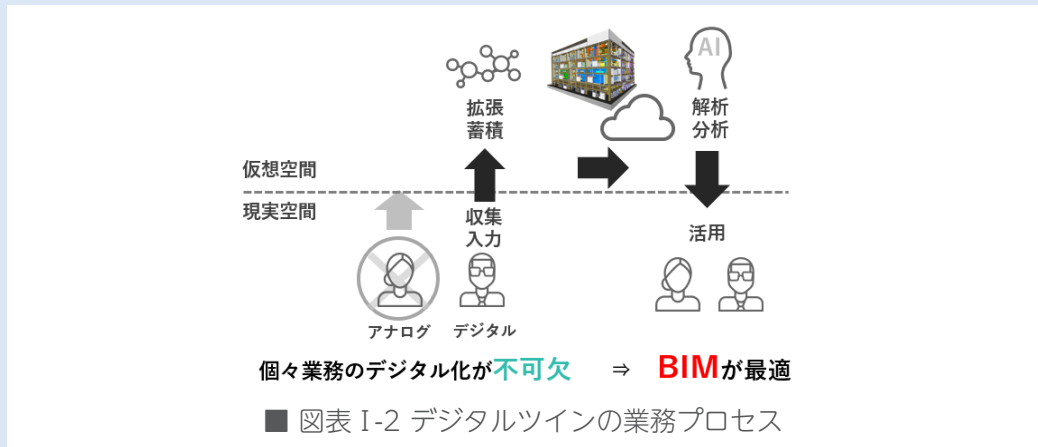 AI
拡張
蓄積
解析
分析
仮想空間
現実空間
収集
入力
活用
アナログ
デジタル
個々業務のデジタル化が不可欠 ⇒ BIMが最適
■ 図表 I-2 デジタルツインの業務プロセス